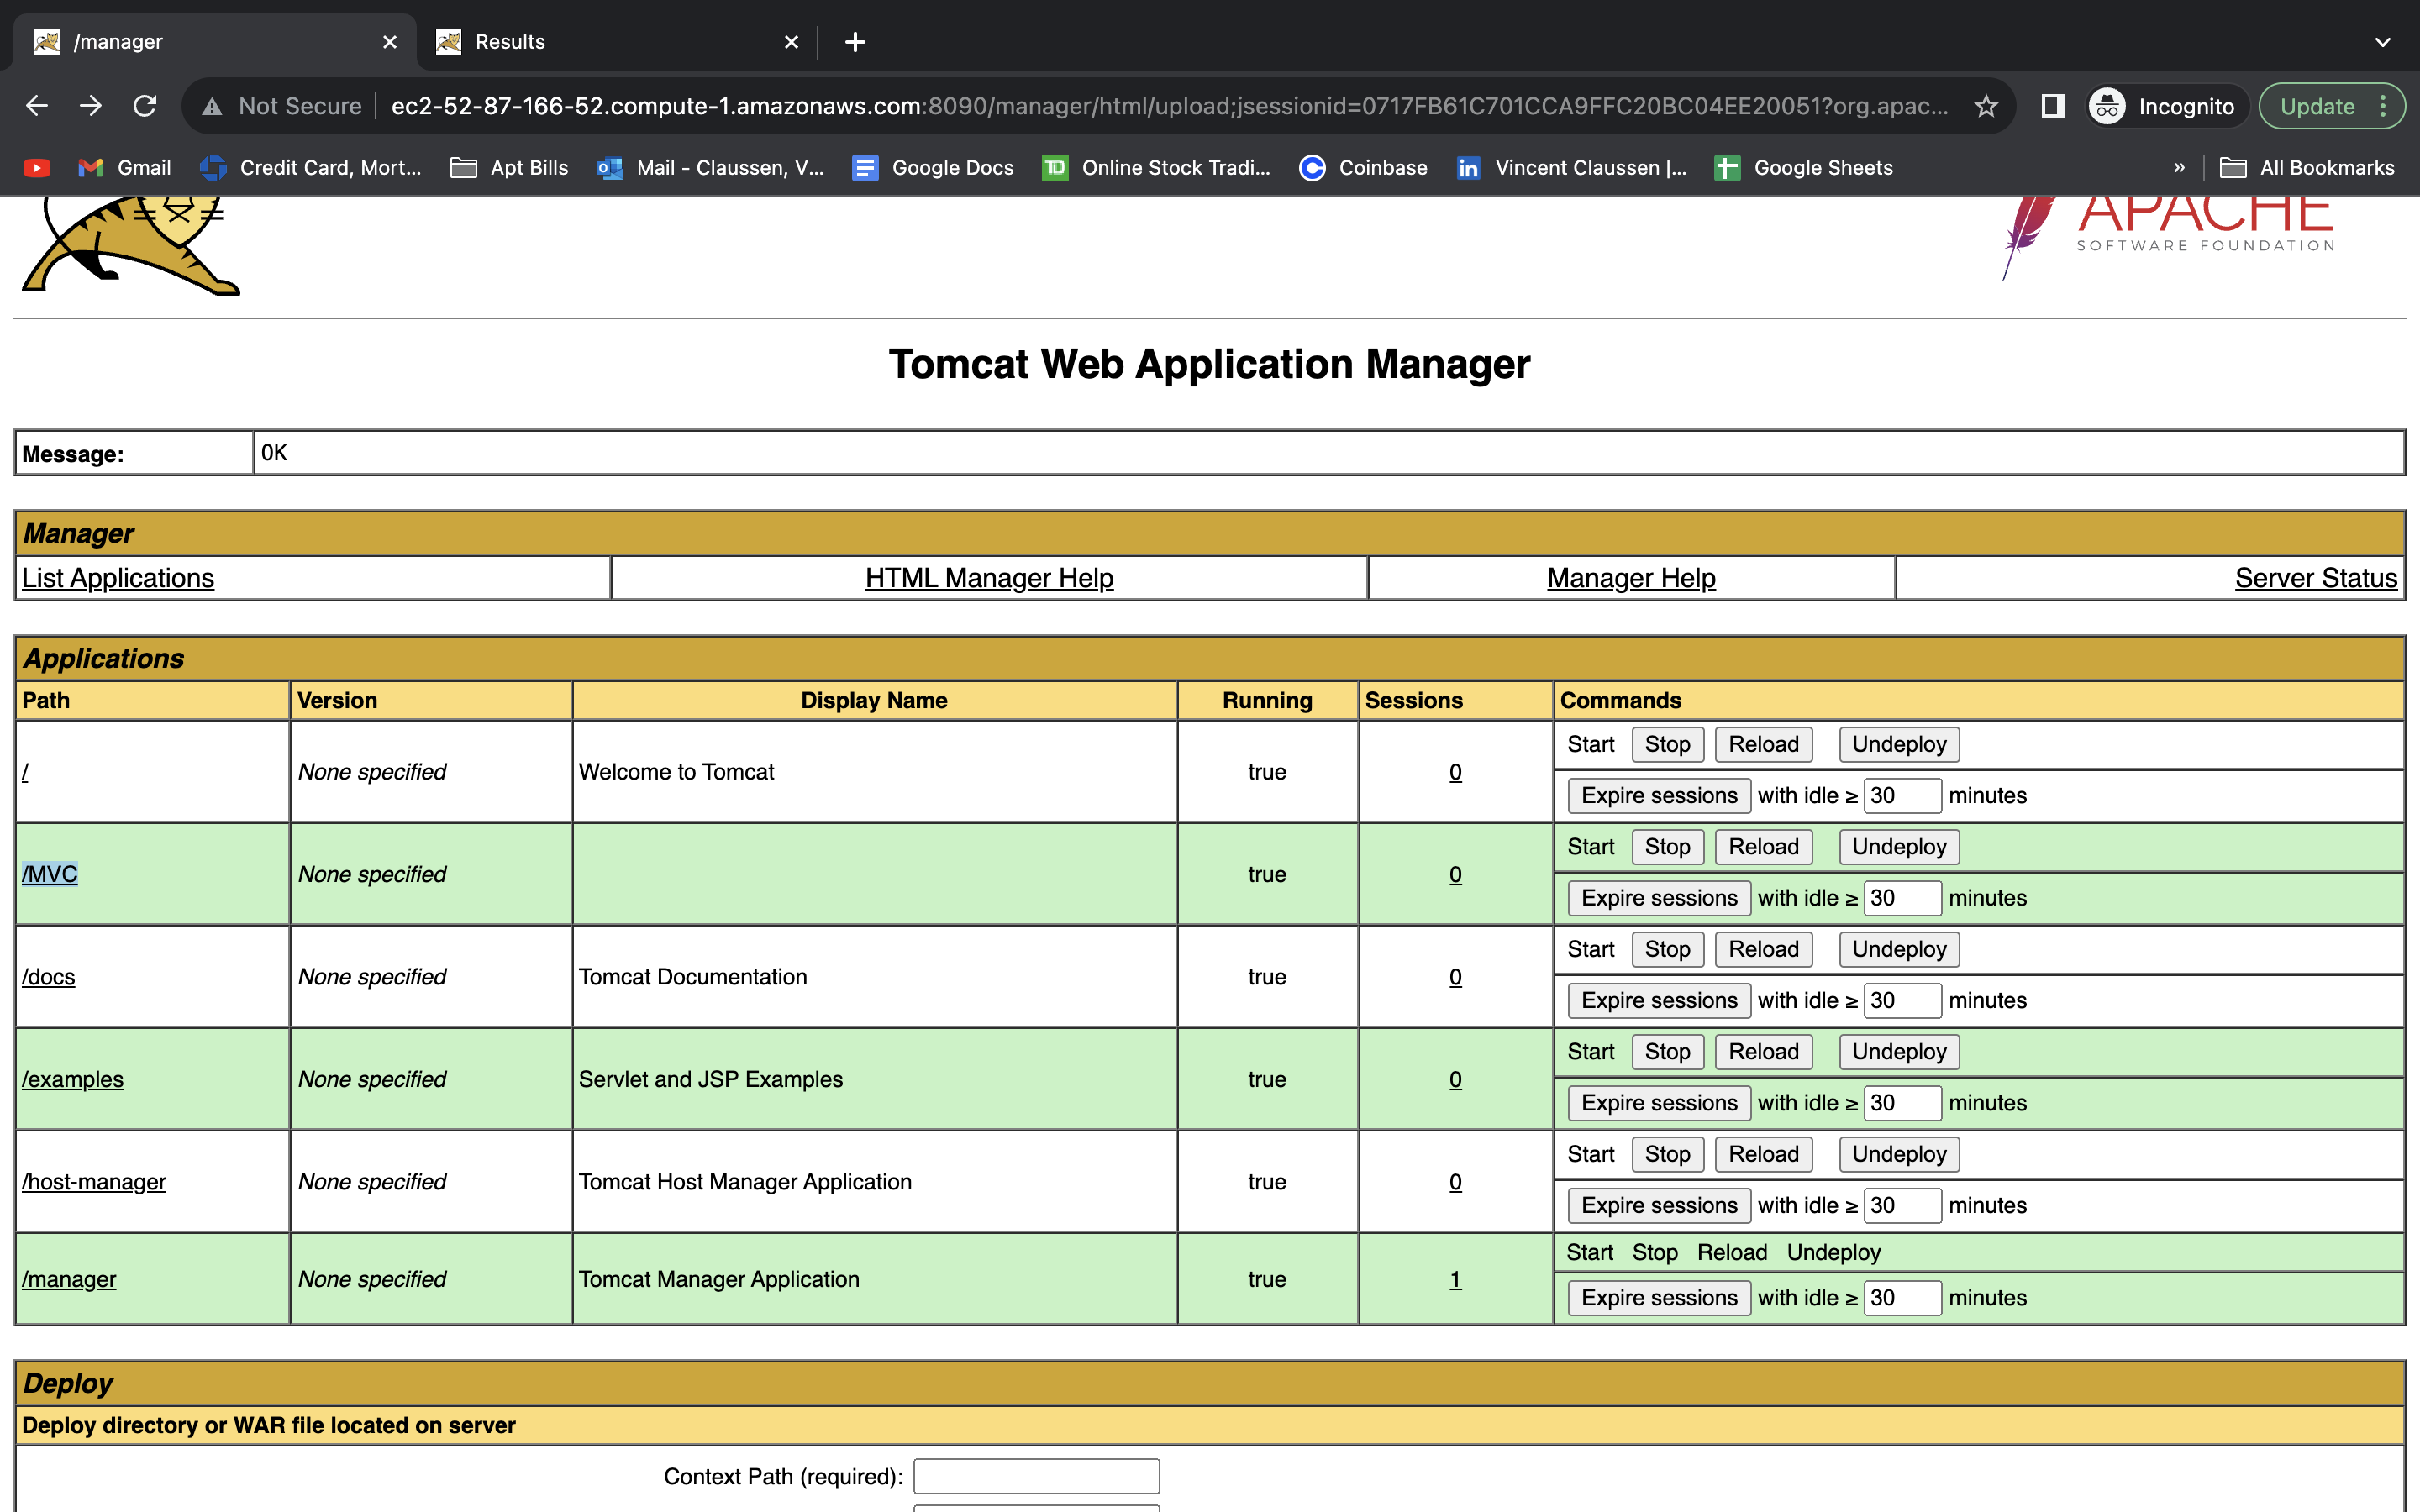 /manager
Results
Not Secure ec2-52-87-166-52.compute-1.amazonaws.com:8090/manager/html/upload;jsessionid=0717FB61C701CCA9FFC20BC04EE20051?org.apac... Incognito Update
Gmail Credit Card, Mort... Apt Bills Mail - Claussen, V... Google Docs Online Stock Tradi... Coinbase Vincent Claussen |... Google Sheets » All Bookmarks
APACHE
SOFTWARE FOUNDATION
Tomcat Web Application Manager
Message: OK
Manager
List Applications HTML Manager Help Manager Help Server Status
Applications
Path Version Display Name Running Sessions Commands
/ None specified Welcome to Tomcat true 0 Start Stop Reload Undeploy
Expire sessions with idle ≥ 30 minutes
/MVC None specified true 0 Start Stop Reload Undeploy
Expire sessions with idle ≥ 30 minutes
/docs None specified Tomcat Documentation true 0 Start Stop Reload Undeploy
Expire sessions with idle ≥ 30 minutes
/examples None specified Servlet and JSP Examples true 0 Start Stop Reload Undeploy
Expire sessions with idle ≥ 30 minutes
/host-manager None specified Tomcat Host Manager Application true 0 Start Stop Reload Undeploy
Expire sessions with idle ≥ 30 minutes
/manager None specified Tomcat Manager Application true 1 Start Stop Reload Undeploy
Expire sessions with idle ≥ 30 minutes
Deploy
Deploy directory or WAR file located on server
Context Path (required):